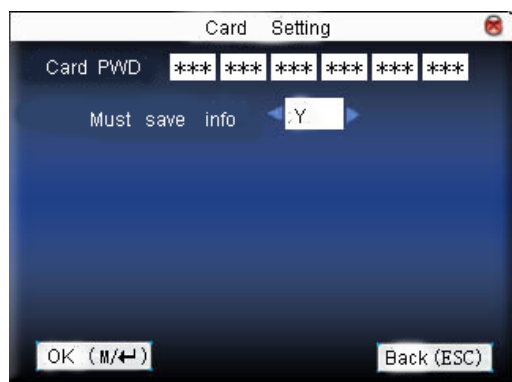 Card Setting
Card PWD *** *** *** *** *** ***
Must save info Y
OK (M/↵) Back (ESC)